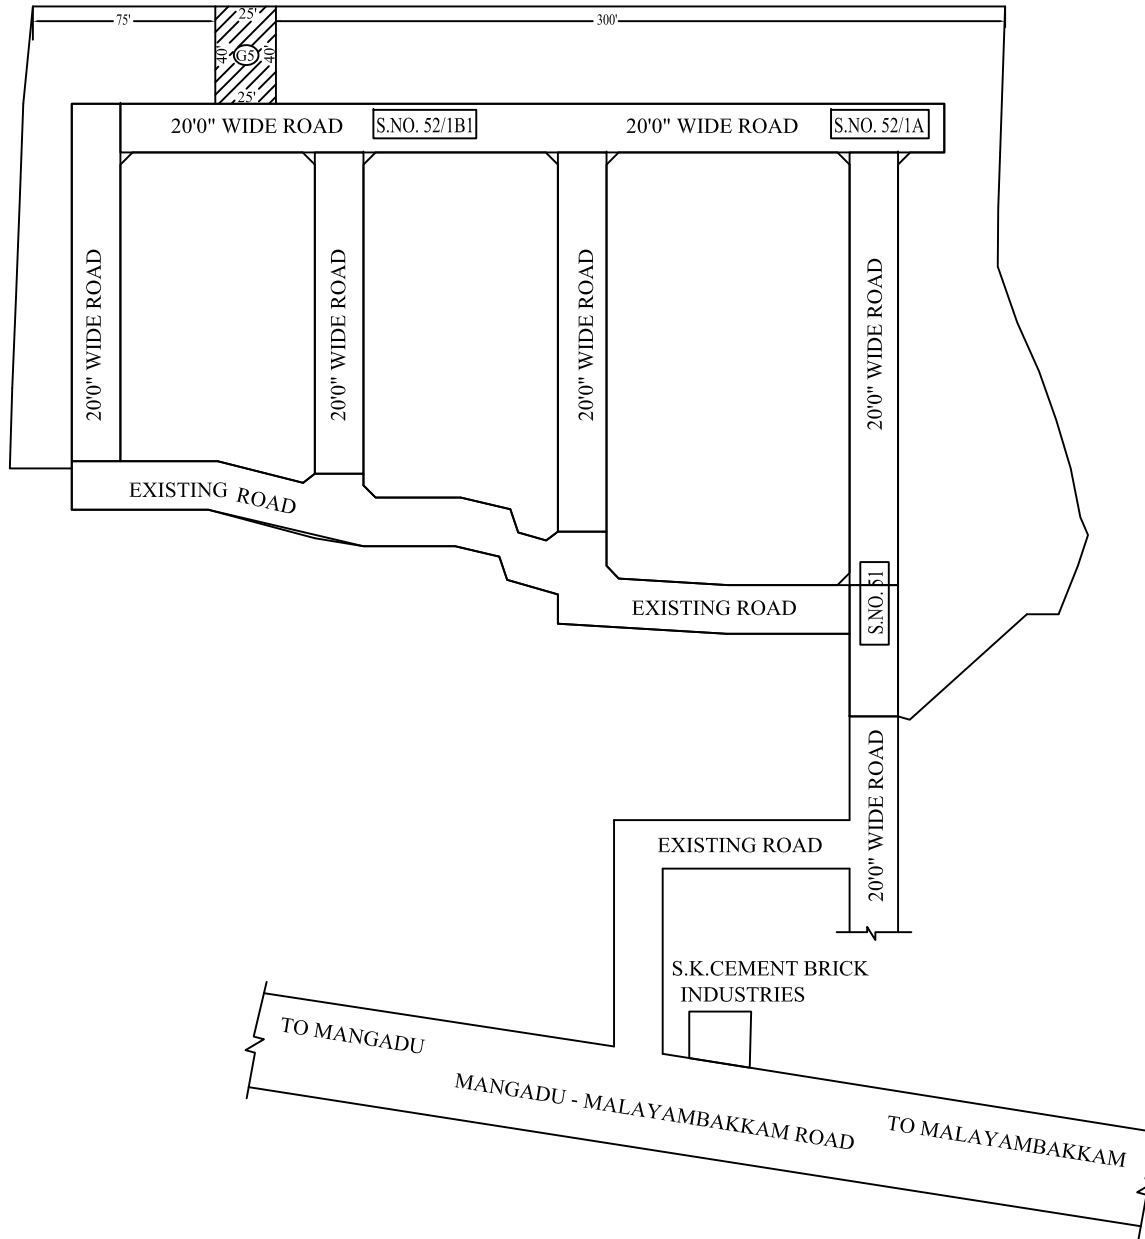 75'
25'
300'
40'
G5
40'
25'
20'0" WIDE ROAD
S.NO. 52/1B1
20'0" WIDE ROAD
S.NO. 52/1A
20'0" WIDE ROAD
20'0" WIDE ROAD
20'0" WIDE ROAD
20'0" WIDE ROAD
EXISTING ROAD
EXISTING ROAD
S.NO. 51
20'0" WIDE ROAD
EXISTING ROAD
S.K.CEMENT BRICK
INDUSTRIES
TO MANGADU
MANGADU - MALAYAMBAKKAM ROAD
TO MALAYAMBAKKAM